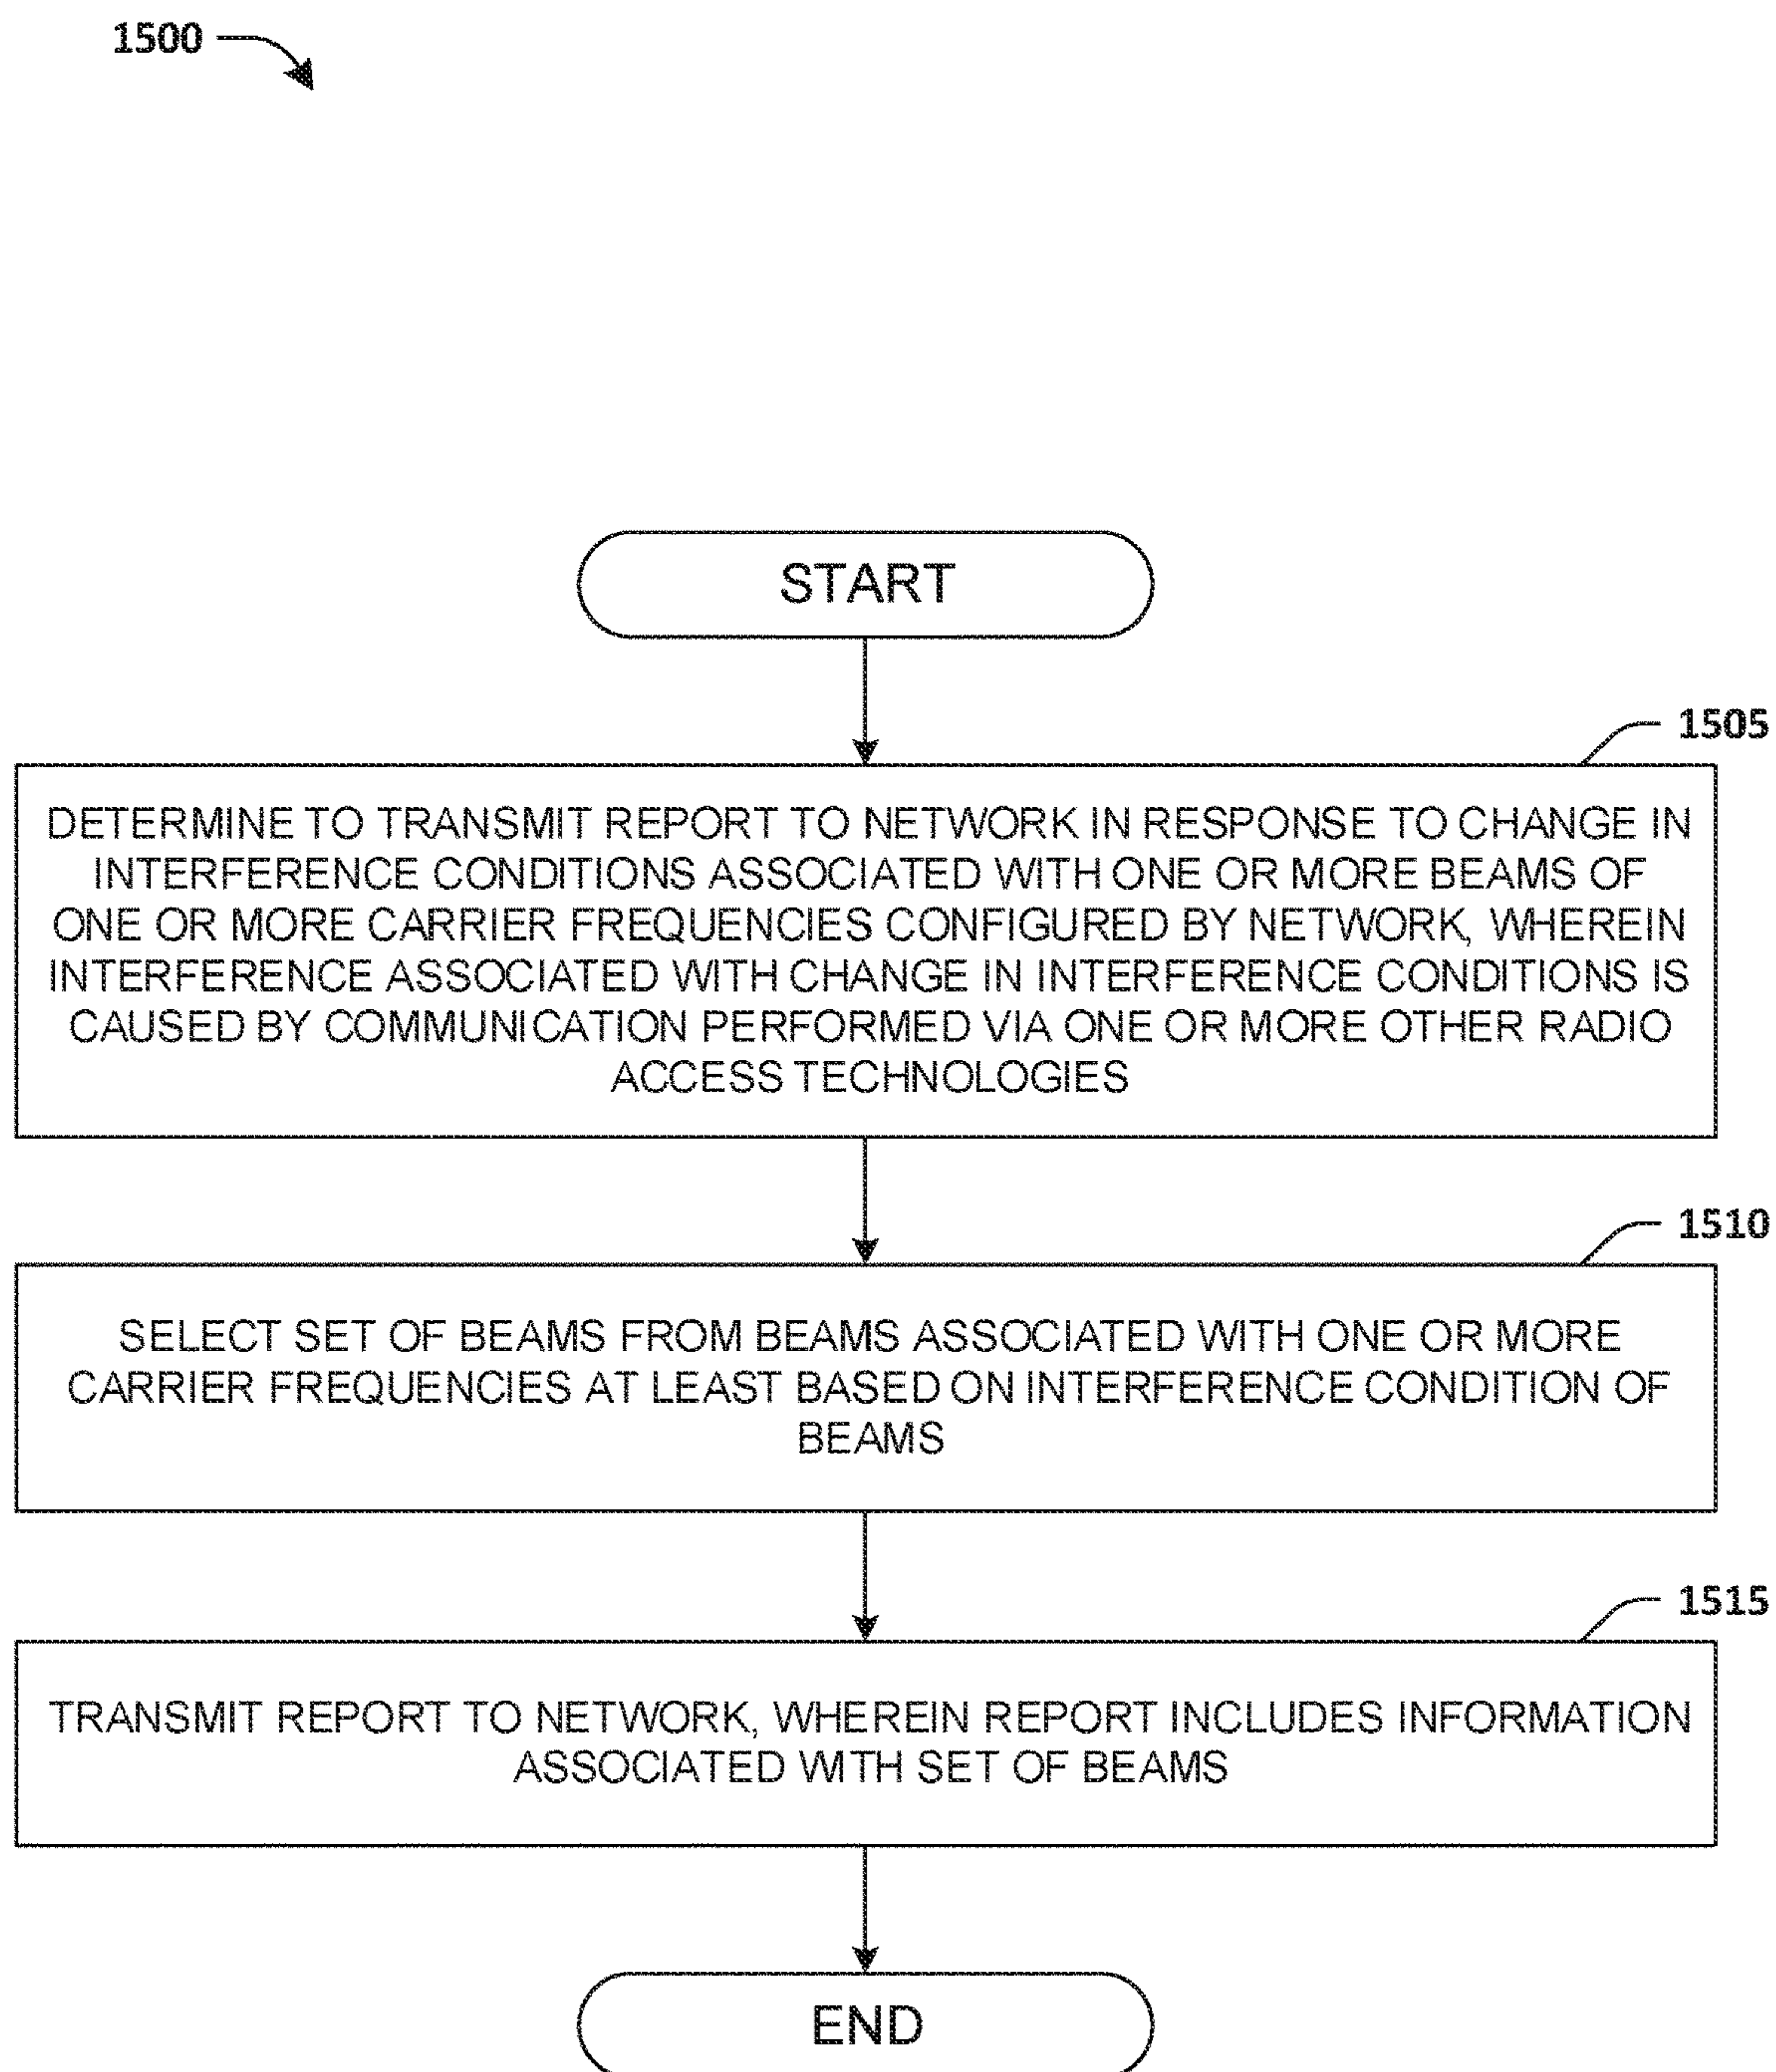 1500
START
1505
DETERMINE TO TRANSMIT REPORT TO NETWORK IN RESPONSE TO CHANGE IN
INTERFERENCE CONDITIONS ASSOCIATED WITH ONE OR MORE BEAMS OF
ONE OR MORE CARRIER FREQUENCIES CONFIGURED BY NETWORK, WHEREIN
INTERFERENCE ASSOCIATED WITH CHANGE IN INTERFERENCE CONDITIONS IS
CAUSED BY COMMUNICATION PERFORMED VIA ONE OR MORE OTHER RADIO
ACCESS TECHNOLOGIES
1510
SELECT SET OF BEAMS FROM BEAMS ASSOCIATED WITH ONE OR MORE
CARRIER FREQUENCIES AT LEAST BASED ON INTERFERENCE CONDITION OF
BEAMS
1515
TRANSMIT REPORT TO NETWORK, WHEREIN REPORT INCLUDES INFORMATION
ASSOCIATED WITH SET OF BEAMS
END